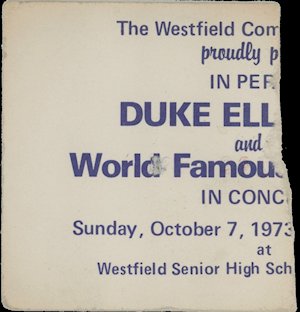 The Westfield Com
proudly p
IN PER
DUKE ELL
and
World Famou
IN CONC
Sunday, October 7, 1973
at
Westfield Senior High Sch